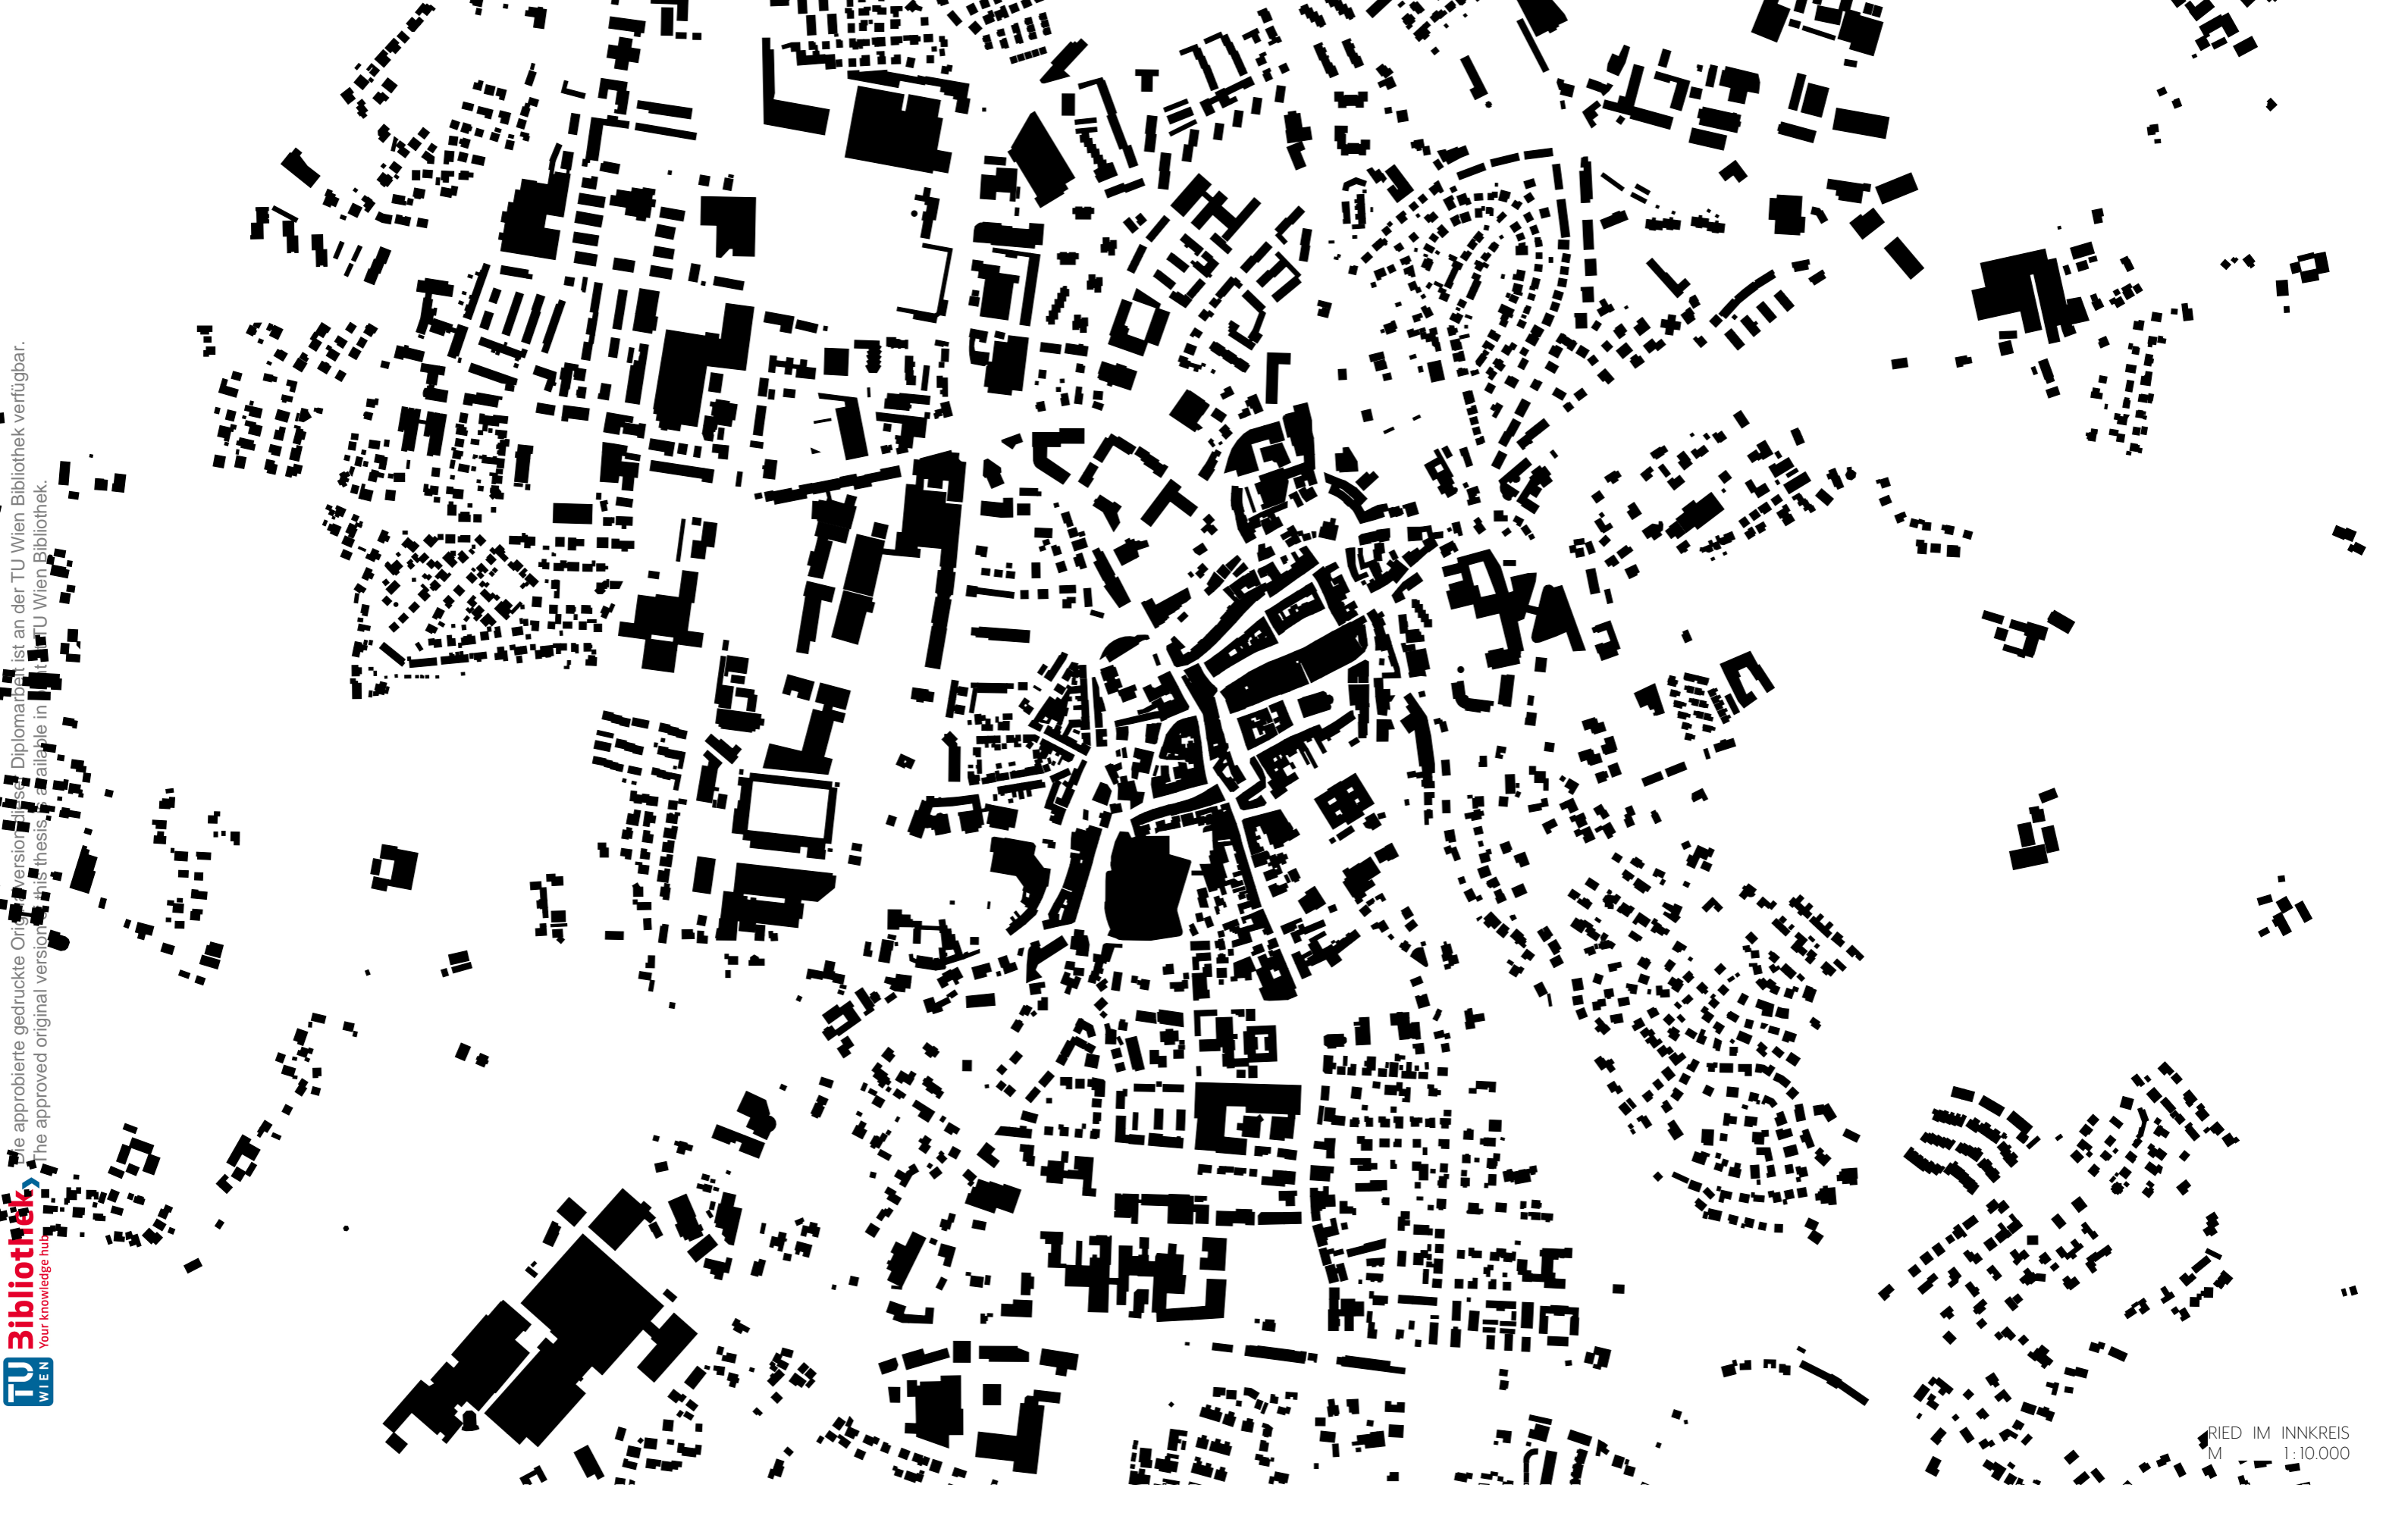 Die approbierte gedruckte Originalversion dieser Diplomarbeit ist an der TU Wien Bibliothek verfügbar.
The approved original version of this thesis is available in print at TU Wien Bibliothek.
TU
WIEN
Bibliothek
Your knowledge hub
RIED IM INNKREIS
M 1:10.000